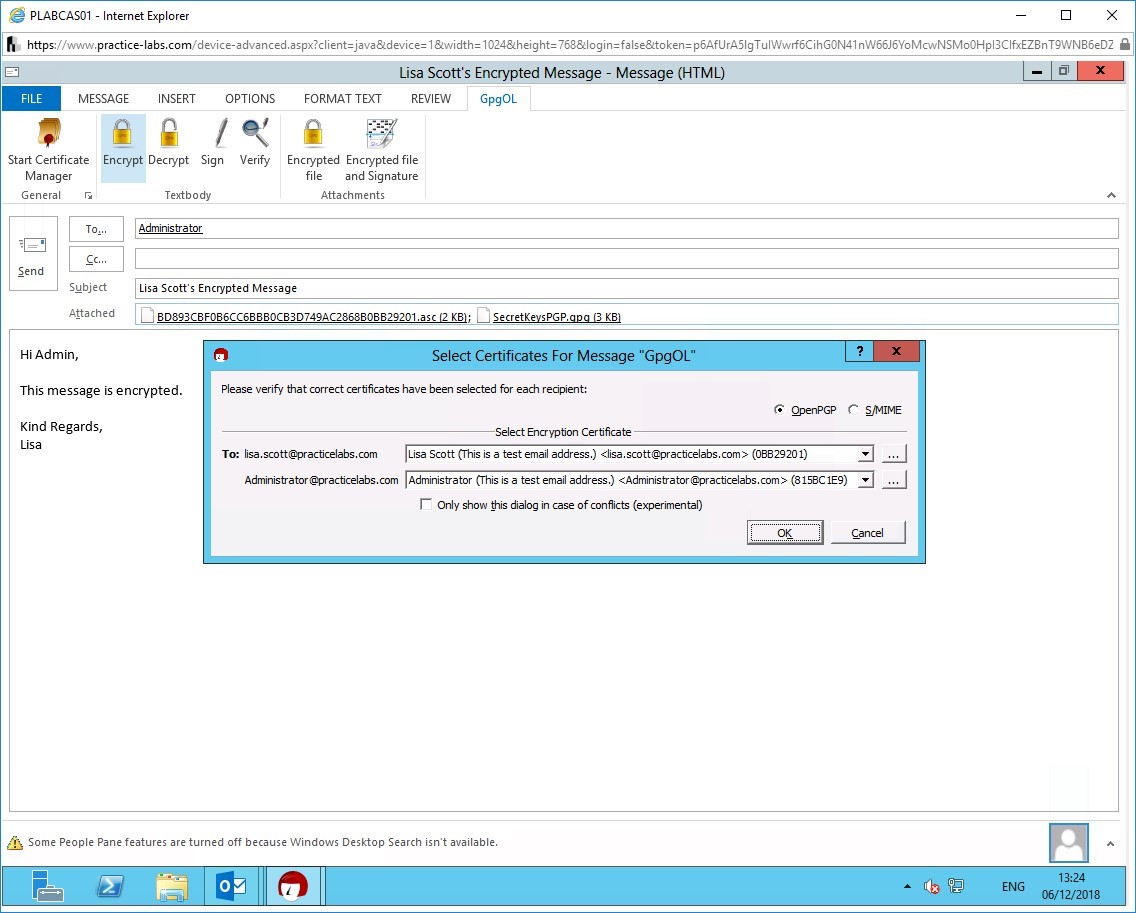 PLABCAS01 - Internet Explorer
https://www.practice-labs.com/device-advanced.aspx?client=java&device=1&width=1024&height=768&login=false&token=p6AfUrA5IgTulWwrf6CihG0N41nW66J6YoMcwNSMo0HpI3ClfxEZBnT9WNB6eDZ
Lisa Scott's Encrypted Message - Message (HTML)
FILE MESSAGE INSERT OPTIONS FORMAT TEXT REVIEW GpgOL
Start Certificate Manager Encrypt Decrypt Sign Verify Encrypted file Encrypted file and Signature
General Textbody Attachments
Send
To... Administrator
Cc...
Subject Lisa Scott's Encrypted Message
Attached BD893CBF0B6CC6BBB0CB3D749AC2868B0BB29201.asc (2 KB); SecretKeysPGP.gpg (3 KB)
Hi Admin,
This message is encrypted.
Kind Regards,
Lisa
Select Certificates For Message "GpgOL"
?
X
Please verify that correct certificates have been selected for each recipient:
OpenPGP S/MIME
Select Encryption Certificate
To: lisa.scott@practicelabs.com Lisa Scott (This is a test email address.) <lisa.scott@practicelabs.com> (0BB29201) ...
Administrator@practicelabs.com Administrator (This is a test email address.) <Administrator@practicelabs.com> (815BC1E9) ...
Only show this dialog in case of conflicts (experimental)
OK Cancel
Some People Pane features are turned off because Windows Desktop Search isn't available.
ENG
13:24
06/12/2018